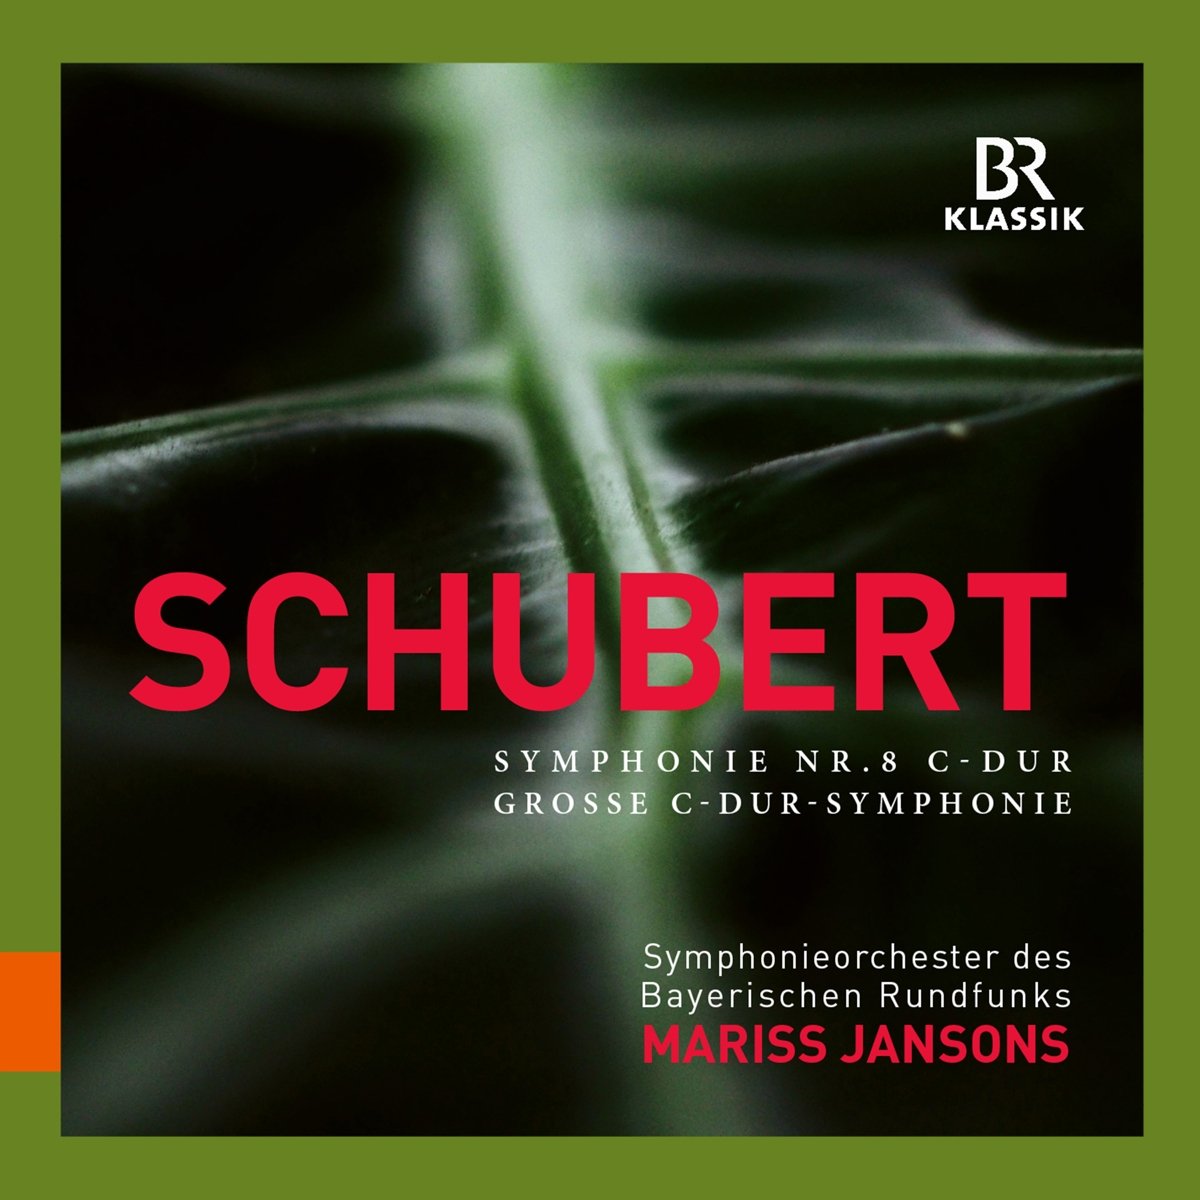 BR
KLASSIK
SCHUBERT
SYMPHONIE NR.8 C-DUR
GROSSE C-DUR-SYMPHONIE
Symphonieorchester des
Bayerischen Rundfunks
MARISS JANSONS